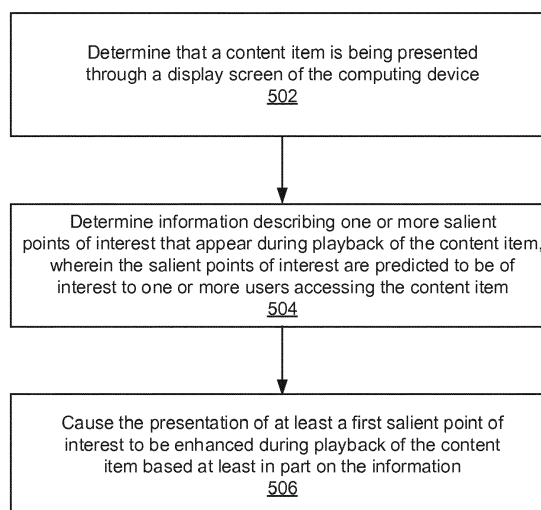 Determine that a content item is being presented
through a display screen of the computing device
502
Determine information describing one or more salient
points of interest that appear during playback of the content item,
wherein the salient points of interest are predicted to be of
interest to one or more users accessing the content item
504
Cause the presentation of at least a first salient point of
interest to be enhanced during playback of the content
item based at least in part on the information
506